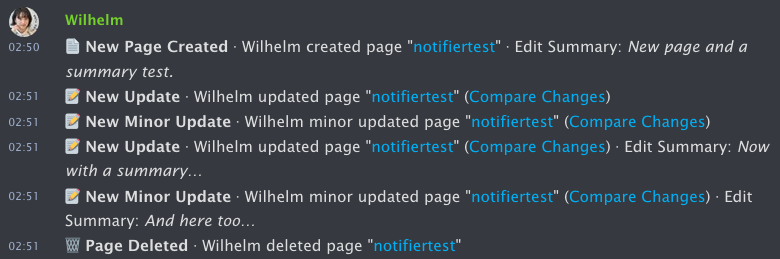 Wilhelm
02:50 📄 New Page Created · Wilhelm created page "notifiertest" · Edit Summary: New page and a
summary test.
02:51 📝 New Update · Wilhelm updated page "notifiertest" (Compare Changes)
02:51 📝 New Minor Update · Wilhelm minor updated page "notifiertest" (Compare Changes)
02:51 📝 New Update · Wilhelm updated page "notifiertest" (Compare Changes) · Edit Summary: Now
with a summary…
02:51 📝 New Minor Update · Wilhelm minor updated page "notifiertest" (Compare Changes) · Edit
Summary: And here too…
02:51 🗑 Page Deleted · Wilhelm deleted page "notifiertest"